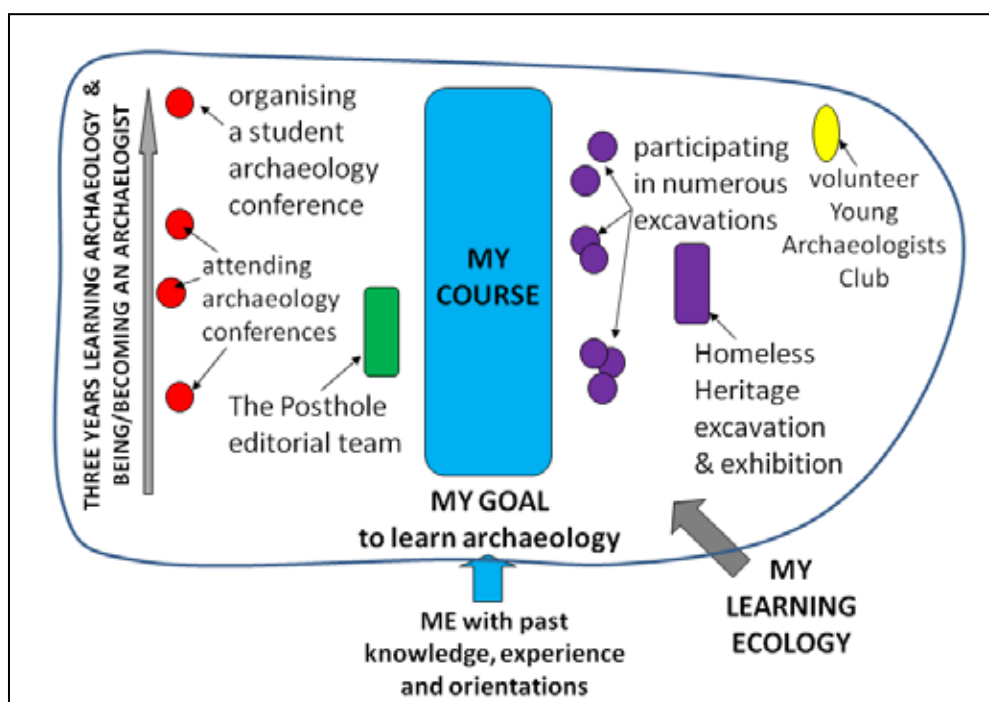 THREE YEARS LEARNING ARCHAEOLOGY &
BEING/BECOMING AN ARCHAELOGIST
organising
a student
archaeology
conference
attending
archaeology
conferences
The Posthole
editorial team
MY
COURSE
participating
in numerous
excavations
volunteer
Young
Archaeologists
Club
Homeless
Heritage
excavation
& exhibition
MY GOAL
to learn archaeology
ME with past
knowledge, experience
and orientations
MY
LEARNING
ECOLOGY